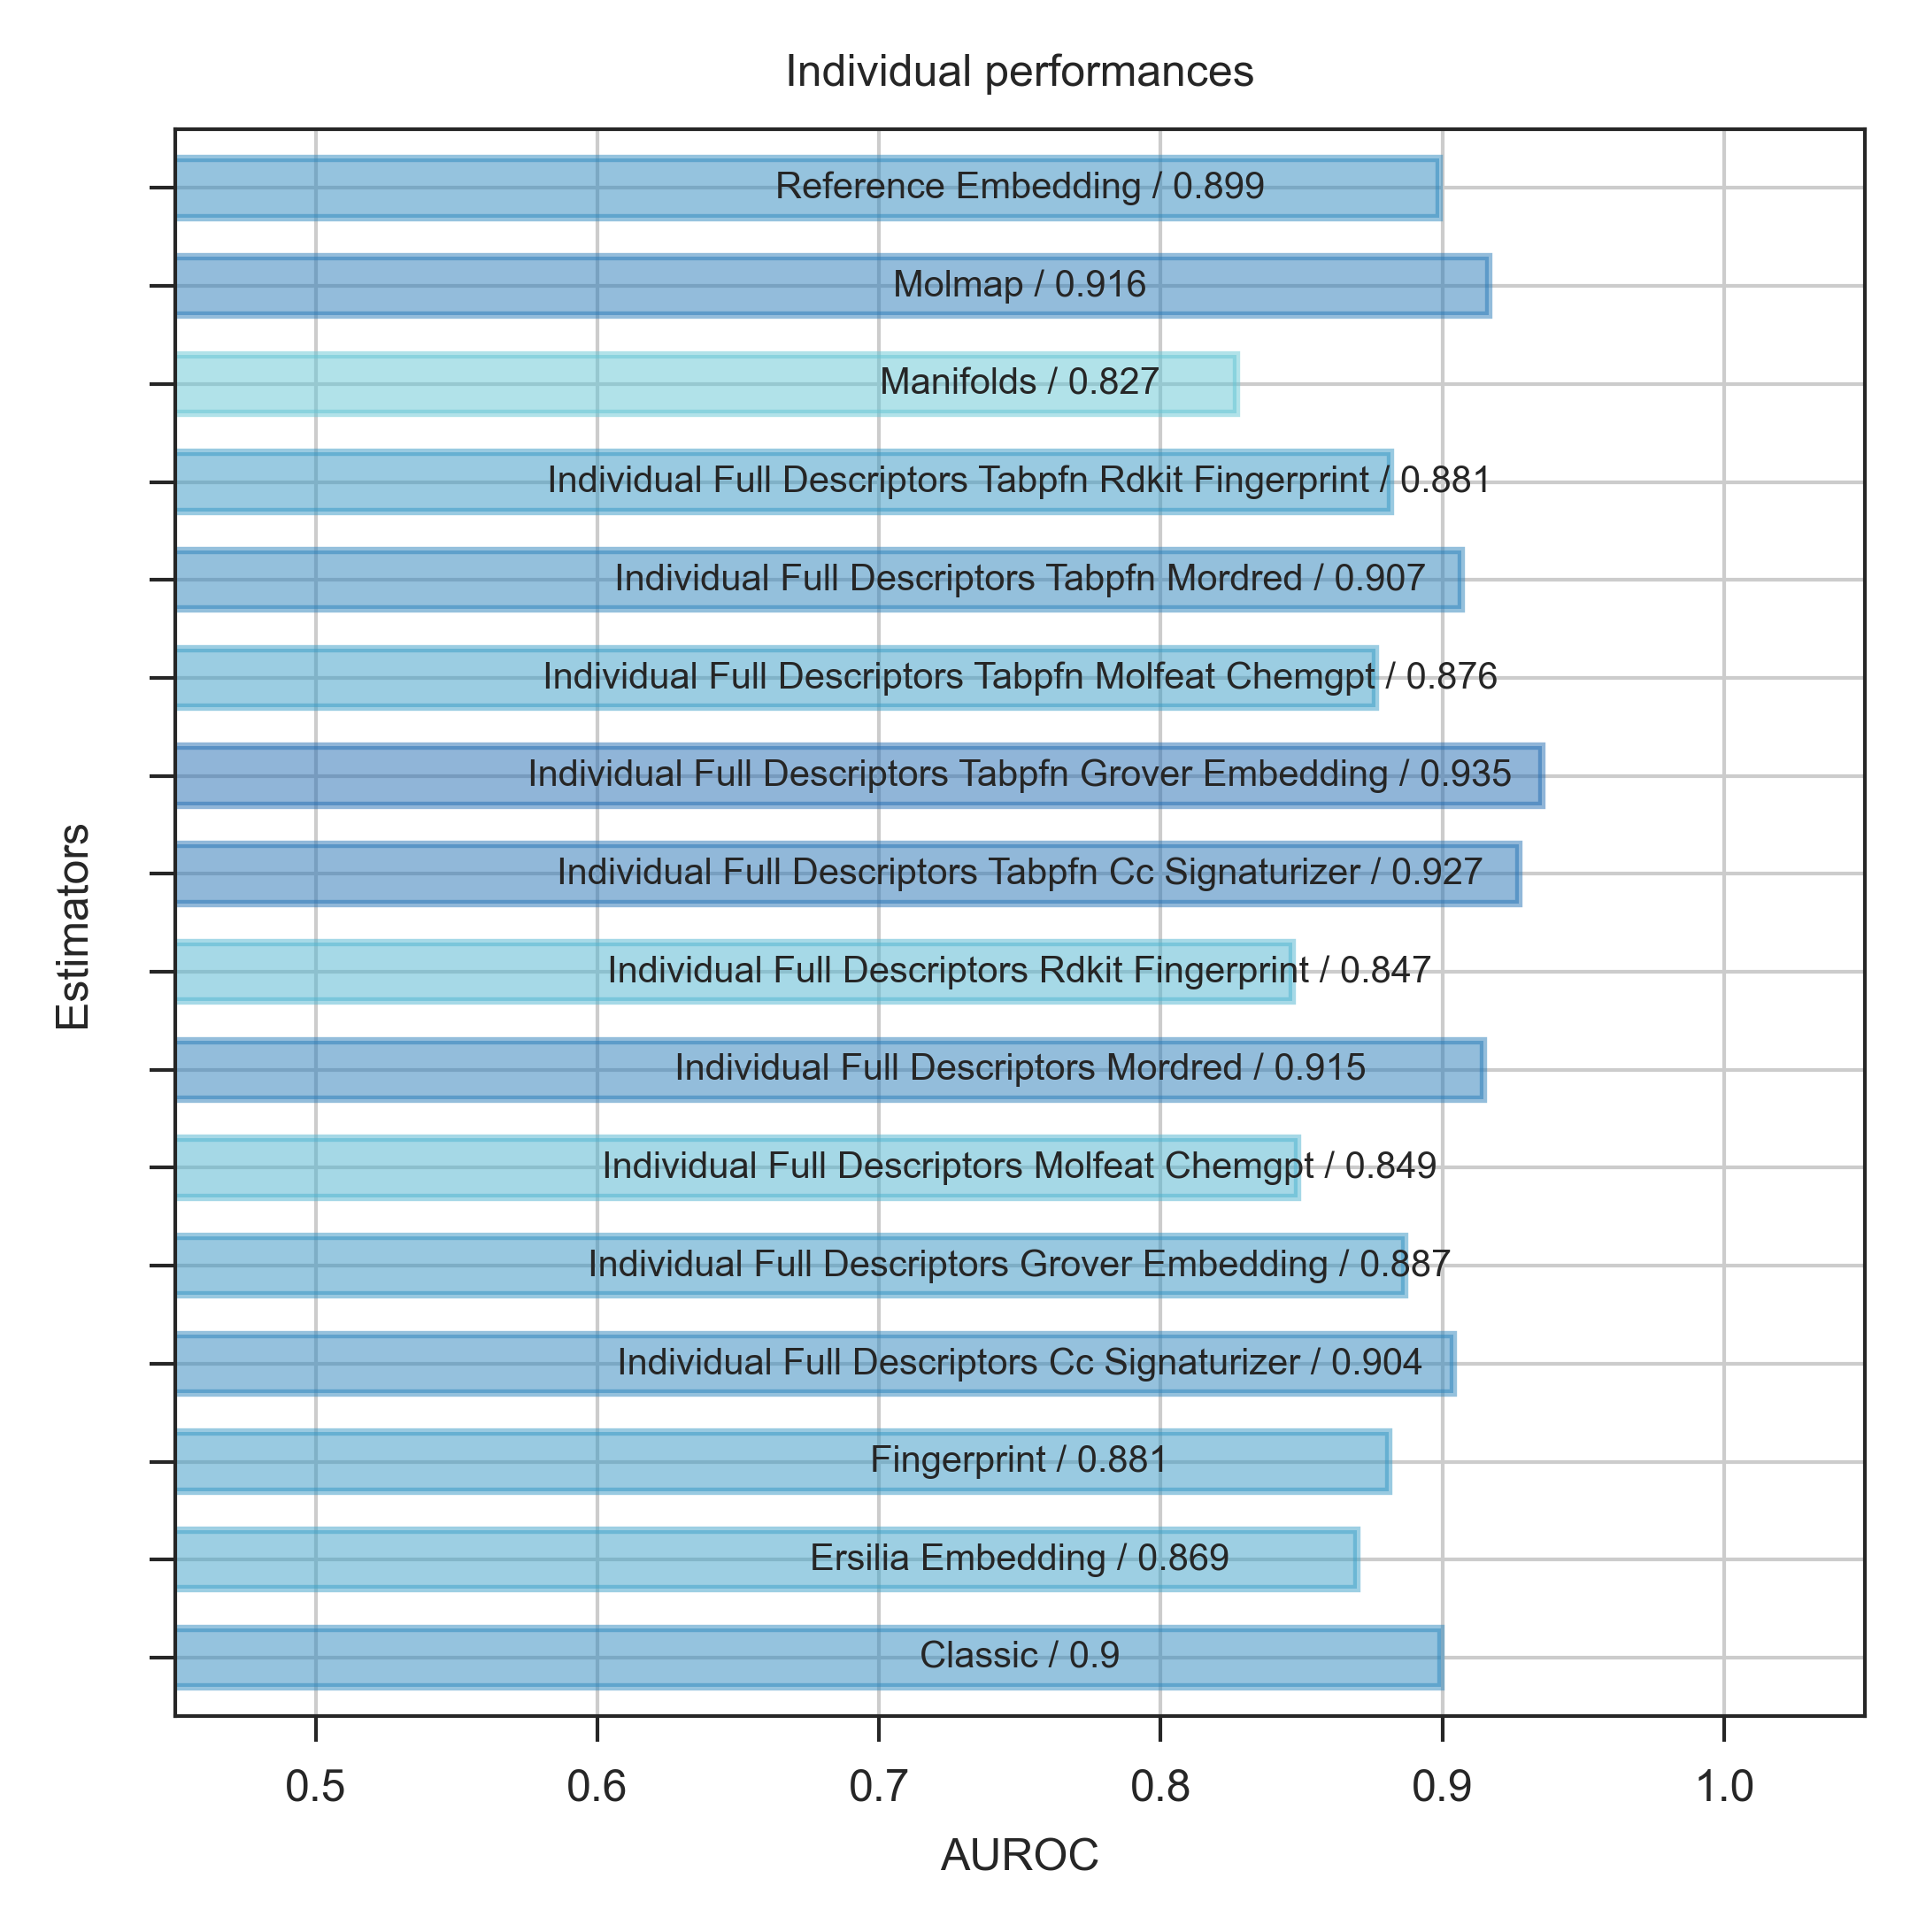 Individual performances
Reference Embedding / 0.899
Molmap / 0.916
Manifolds / 0.827
Individual Full Descriptors Tabpfn Rdkit Fingerprint / 0.881
Individual Full Descriptors Tabpfn Mordred / 0.907
Individual Full Descriptors Tabpfn Molfeat Chemgpt / 0.876
Individual Full Descriptors Tabpfn Grover Embedding / 0.935
Individual Full Descriptors Tabpfn Cc Signaturizer / 0.927
Individual Full Descriptors Rdkit Fingerprint / 0.847
Individual Full Descriptors Mordred / 0.915
Individual Full Descriptors Molfeat Chemgpt / 0.849
Individual Full Descriptors Grover Embedding / 0.887
Individual Full Descriptors Cc Signaturizer / 0.904
Fingerprint / 0.881
Ersilia Embedding / 0.869
Classic / 0.9
Estimators
0.5 0.6 0.7 0.8 0.9 1.0
AUROC